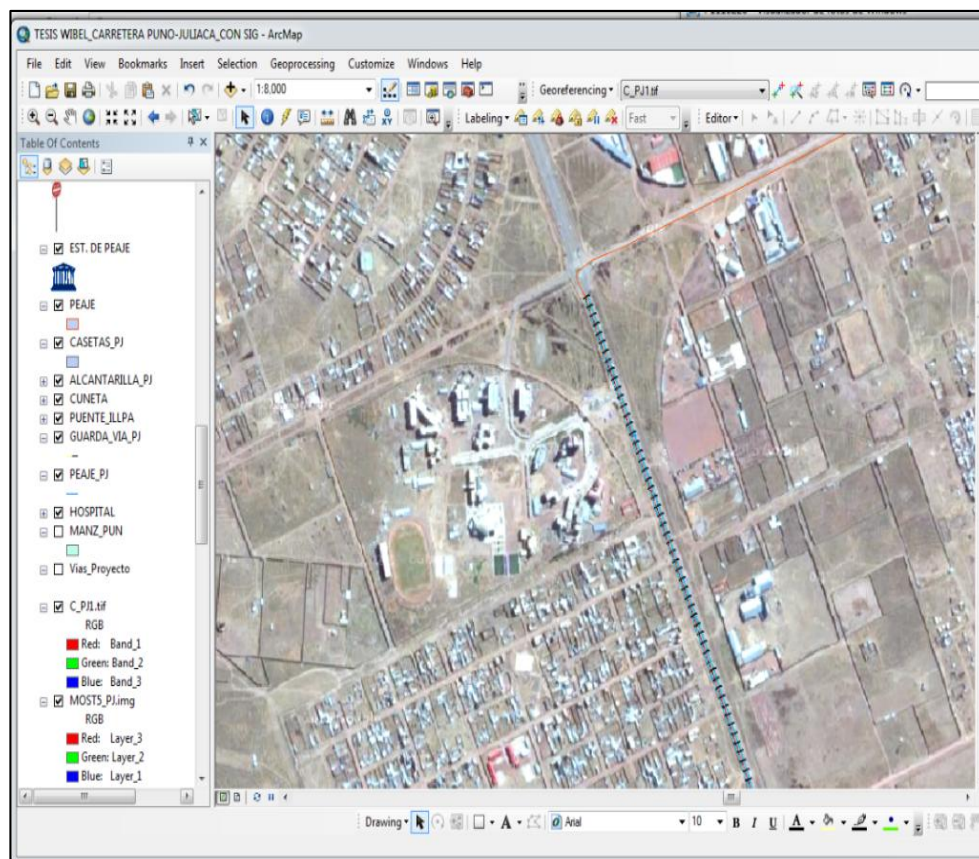 TESIS WIBEL_CARRETERA PUNO-JULIACA_CON SIG - ArcMap
File Edit View Bookmarks Insert Selection Geoprocessing Customize Windows Help
1:8,000 Georeferencing C_PJ1.tif
Labeling Fast Editor
Table Of Contents
EST. DE PEAJE
PEAJE
CASETAS_PJ
ALCANTARILLA_PJ
CUNETA
PUENTE_ILLPA
GUARDA_VIA_PJ
PEAJE_PJ
HOSPITAL
MANZ_PUN
Vias_Proyecto
C_PJ1.tif
RGB
Red: Band_1
Green: Band_2
Blue: Band_3
MOST5_PJ.img
RGB
Red: Layer_3
Green: Layer_2
Blue: Layer_1
Drawing A Arial 10 B I U A